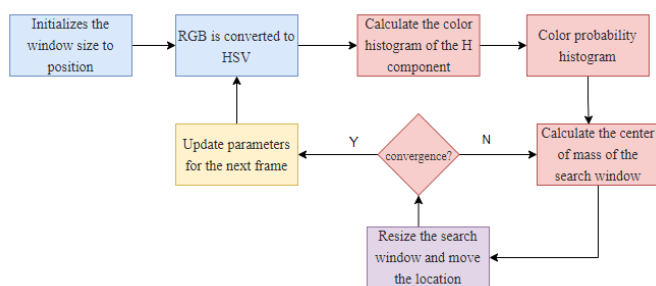 Initializes the
window size to
position
RGB is converted to
HSV
Calculate the color
histogram of the H
component
Color probability
histogram
Update parameters
for the next frame
Y
convergence?
N
Calculate the center
of mass of the
search window
Resize the search
window and move
the location